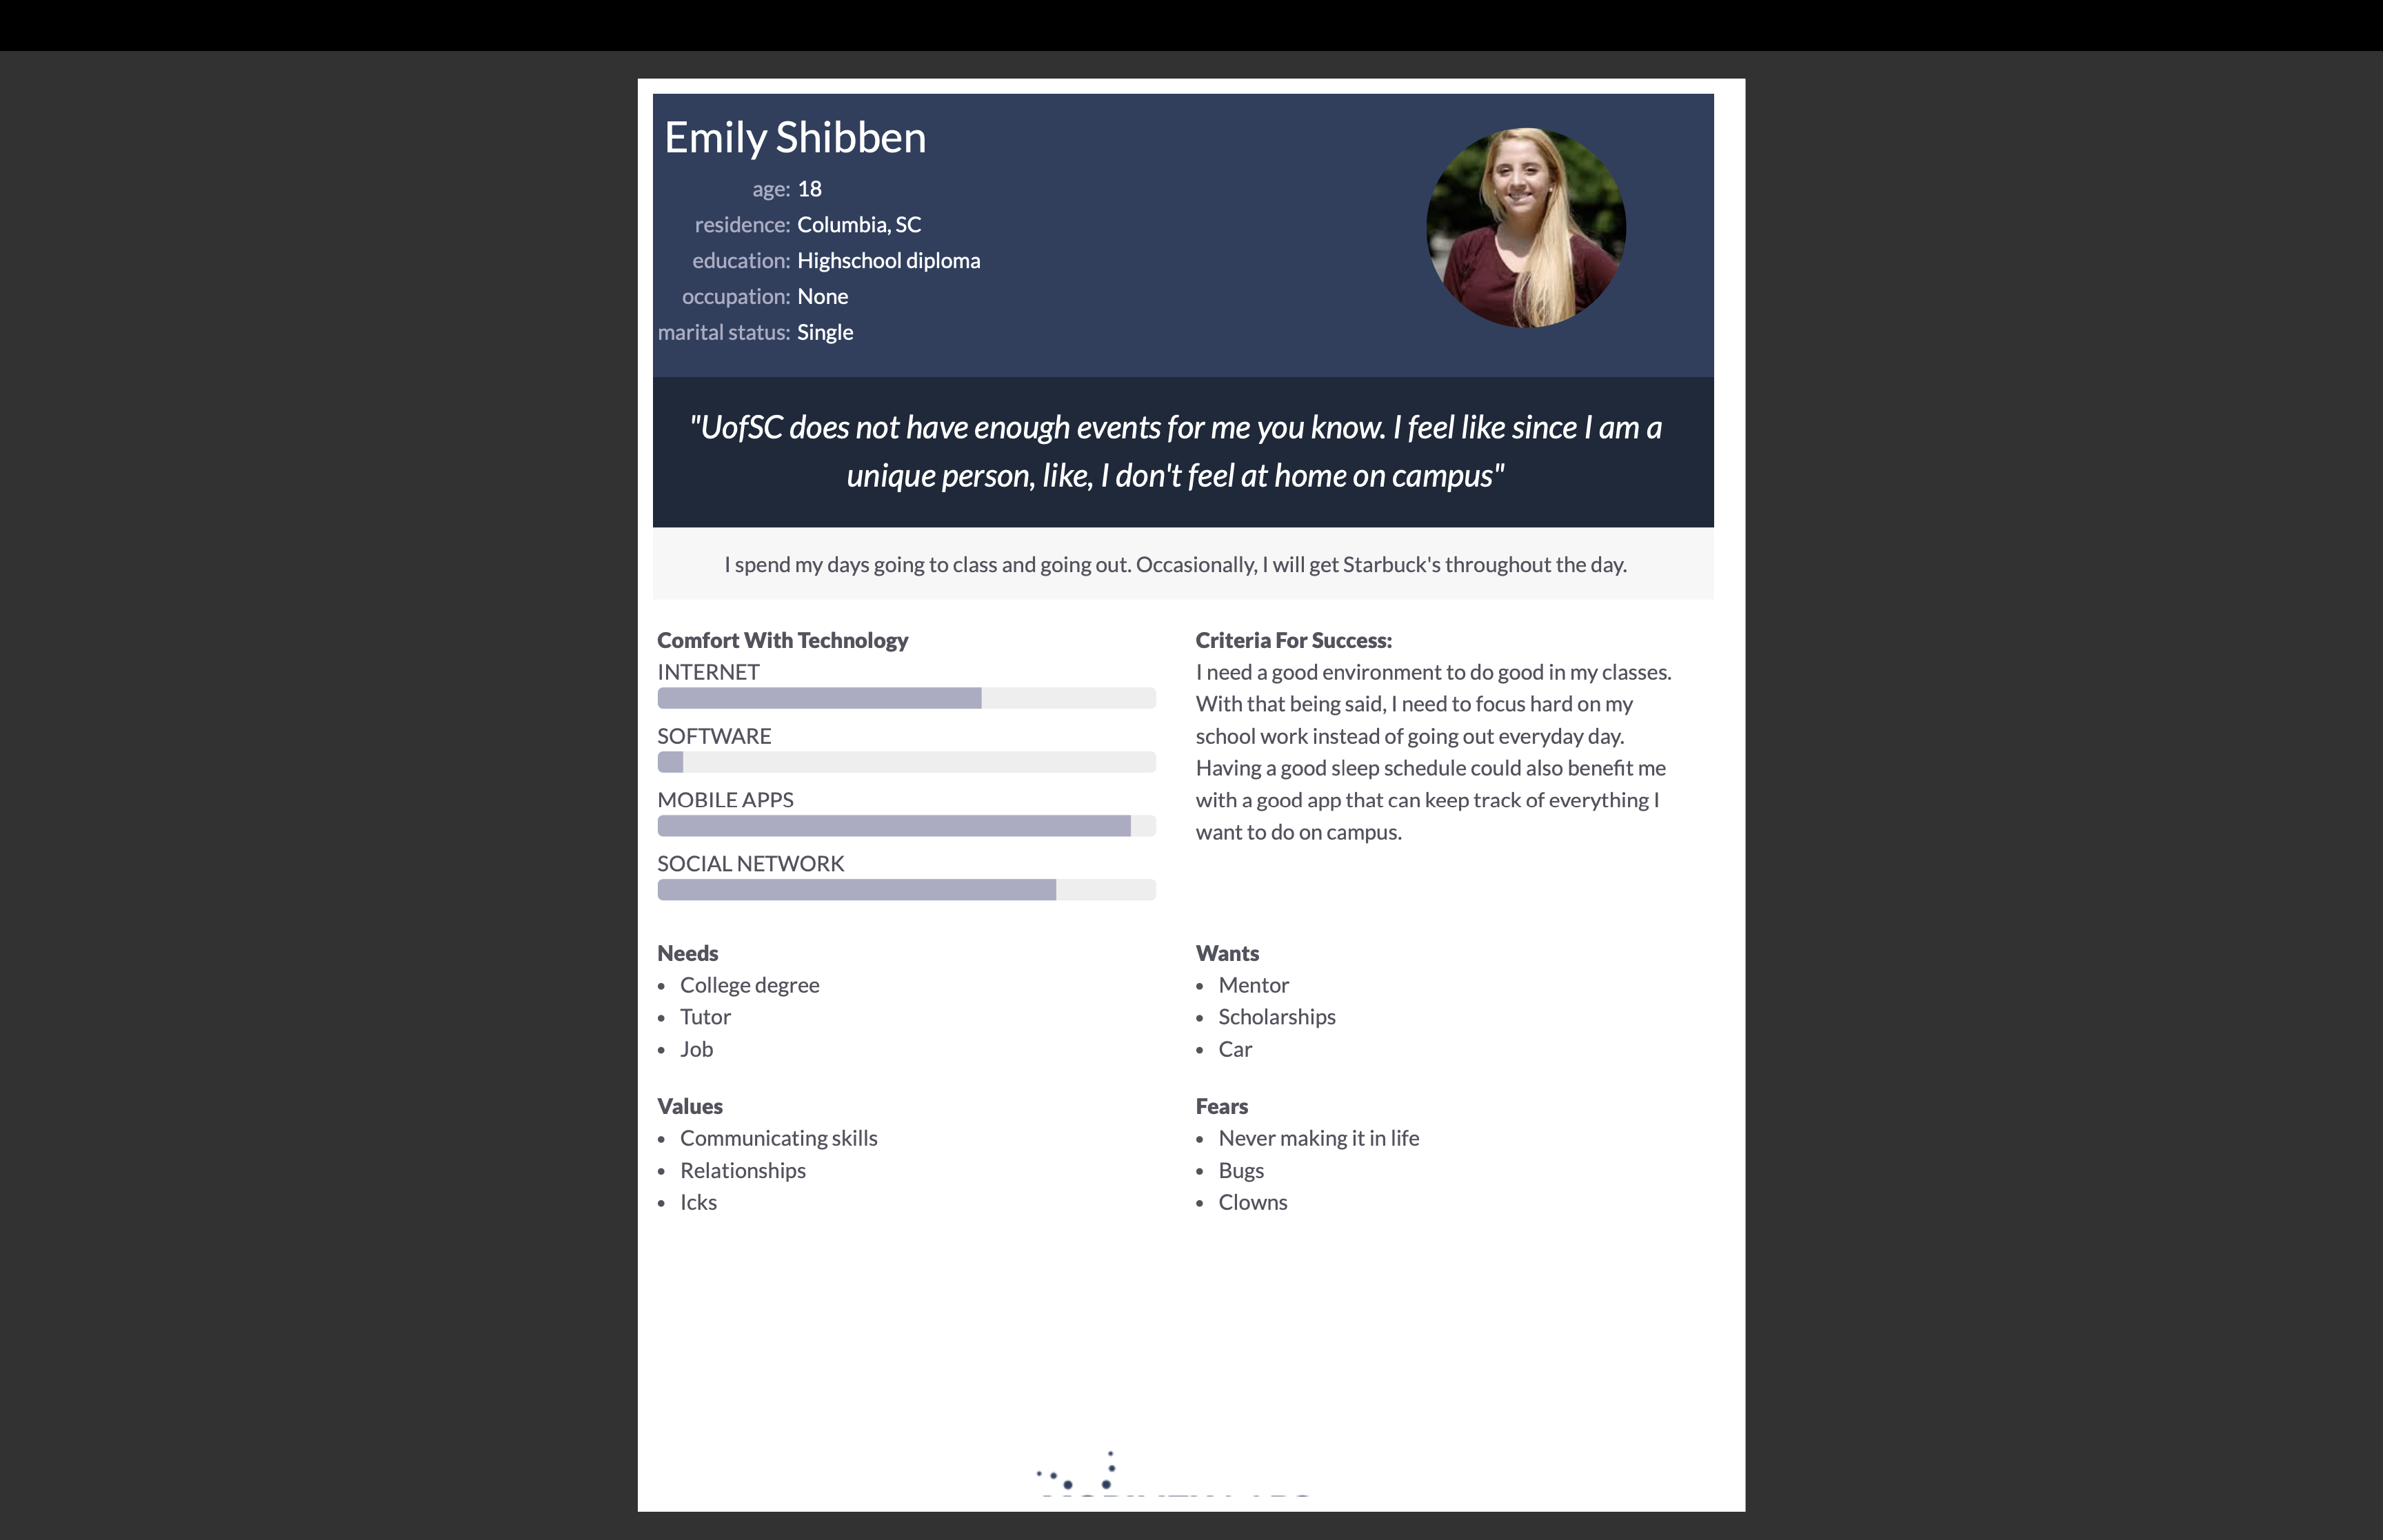 Emily Shibben
age: 18
residence: Columbia, SC
education: Highschool diploma
occupation: None
marital status: Single
"UofSC does not have enough events for me you know. I feel like since I am a
unique person, like, I don't feel at home on campus"
I spend my days going to class and going out. Occasionally, I will get Starbuck's throughout the day.
Comfort With Technology
INTERNET
SOFTWARE
MOBILE APPS
SOCIAL NETWORK
Criteria For Success:
I need a good environment to do good in my classes.
With that being said, I need to focus hard on my
school work instead of going out everyday day.
Having a good sleep schedule could also benefit me
with a good app that can keep track of everything I
want to do on campus.
Needs
• College degree
• Tutor
• Job
Wants
• Mentor
• Scholarships
• Car
Values
• Communicating skills
• Relationships
• Icks
Fears
• Never making it in life
• Bugs
• Clowns